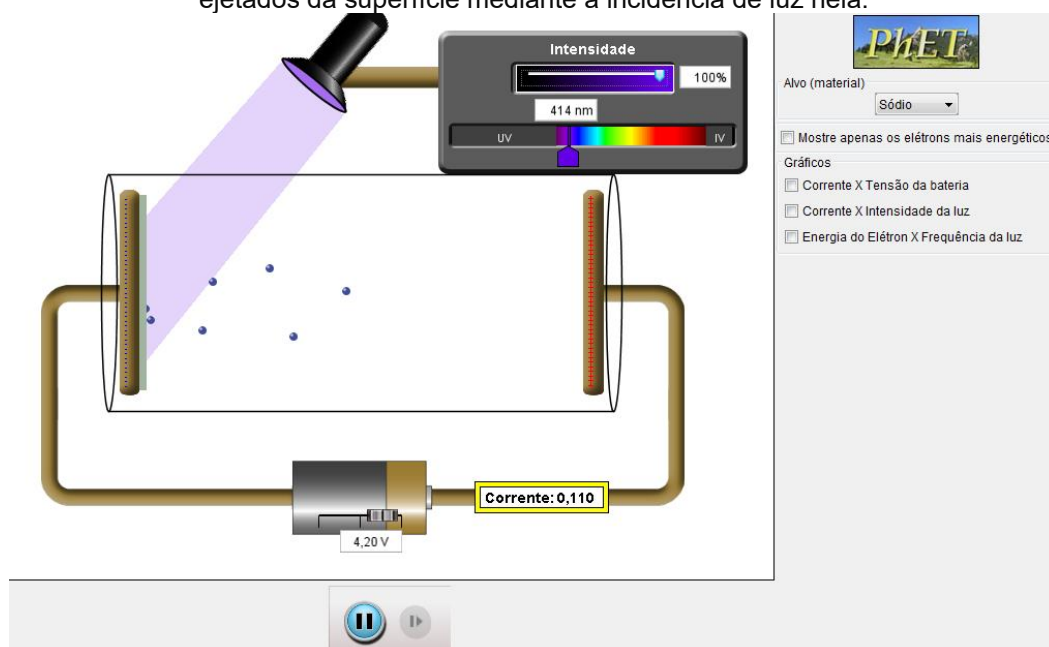 ejetados da superfície mediante a incidência de luz nela.
Intensidade
100%
414 nm
UV
IV
PhET
Alvo (material)
Sódio
Mostre apenas os elétrons mais energéticos
Gráficos
Corrente X Tensão da bateria
Corrente X Intensidade da luz
Energia do Elétron X Frequência da luz
Corrente: 0,110
4,20 V